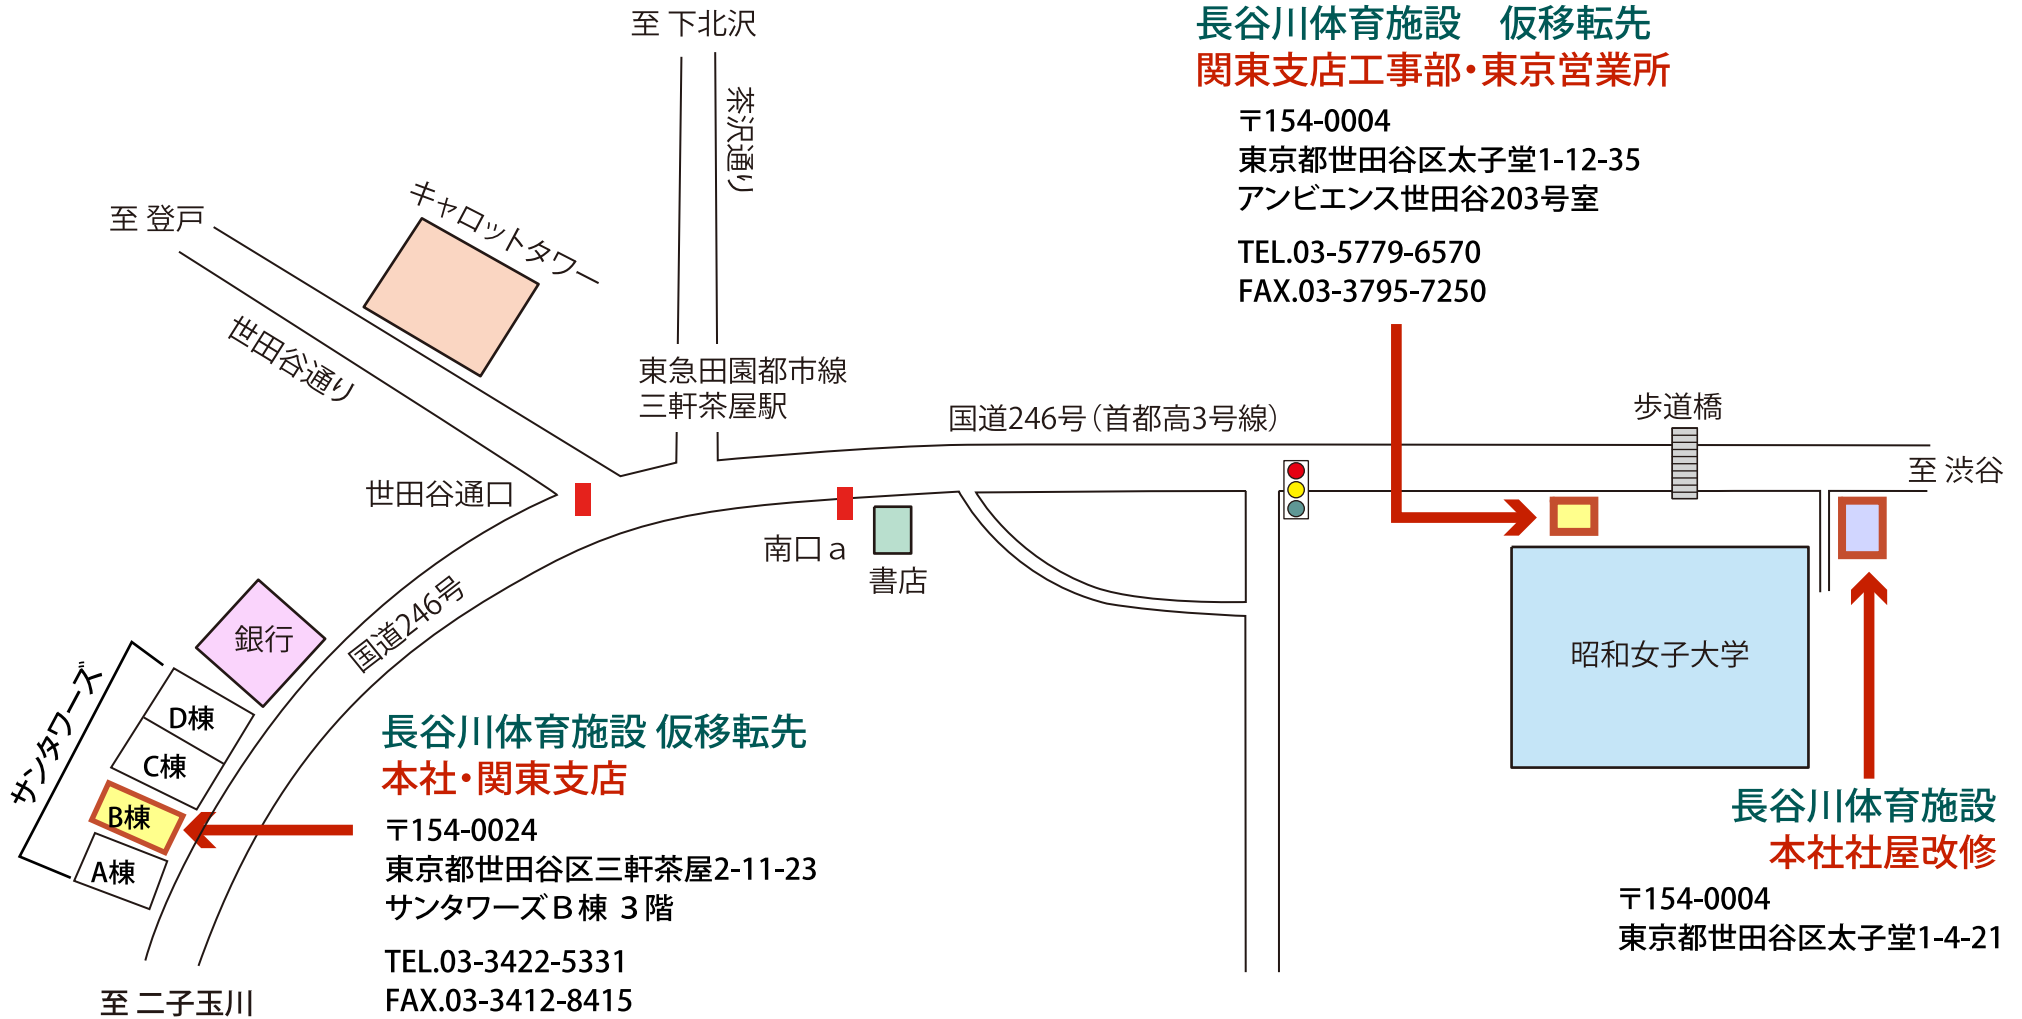 至 下北沢
茶沢通り
長谷川体育施設　仮移転先
関東支店工事部・東京営業所
〒154-0004
東京都世田谷区太子堂1-12-35
アンビエンス世田谷203号室
TEL.03-5779-6570
FAX.03-3795-7250
至 登戸
キャロットタワー
世田谷通り
東急田園都市線
三軒茶屋駅
国道246号（首都高3号線）
歩道橋
至 渋谷
世田谷通口
南口a
書店
国道246号
銀行
昭和女子大学
サンタワーズ
D棟
C棟
B棟
A棟
長谷川体育施設 仮移転先
本社・関東支店
〒154-0024
東京都世田谷区三軒茶屋2-11-23
サンタワーズB棟 3階
TEL.03-3422-5331
FAX.03-3412-8415
長谷川体育施設
本社社屋改修
〒154-0004
東京都世田谷区太子堂1-4-21
至 二子玉川